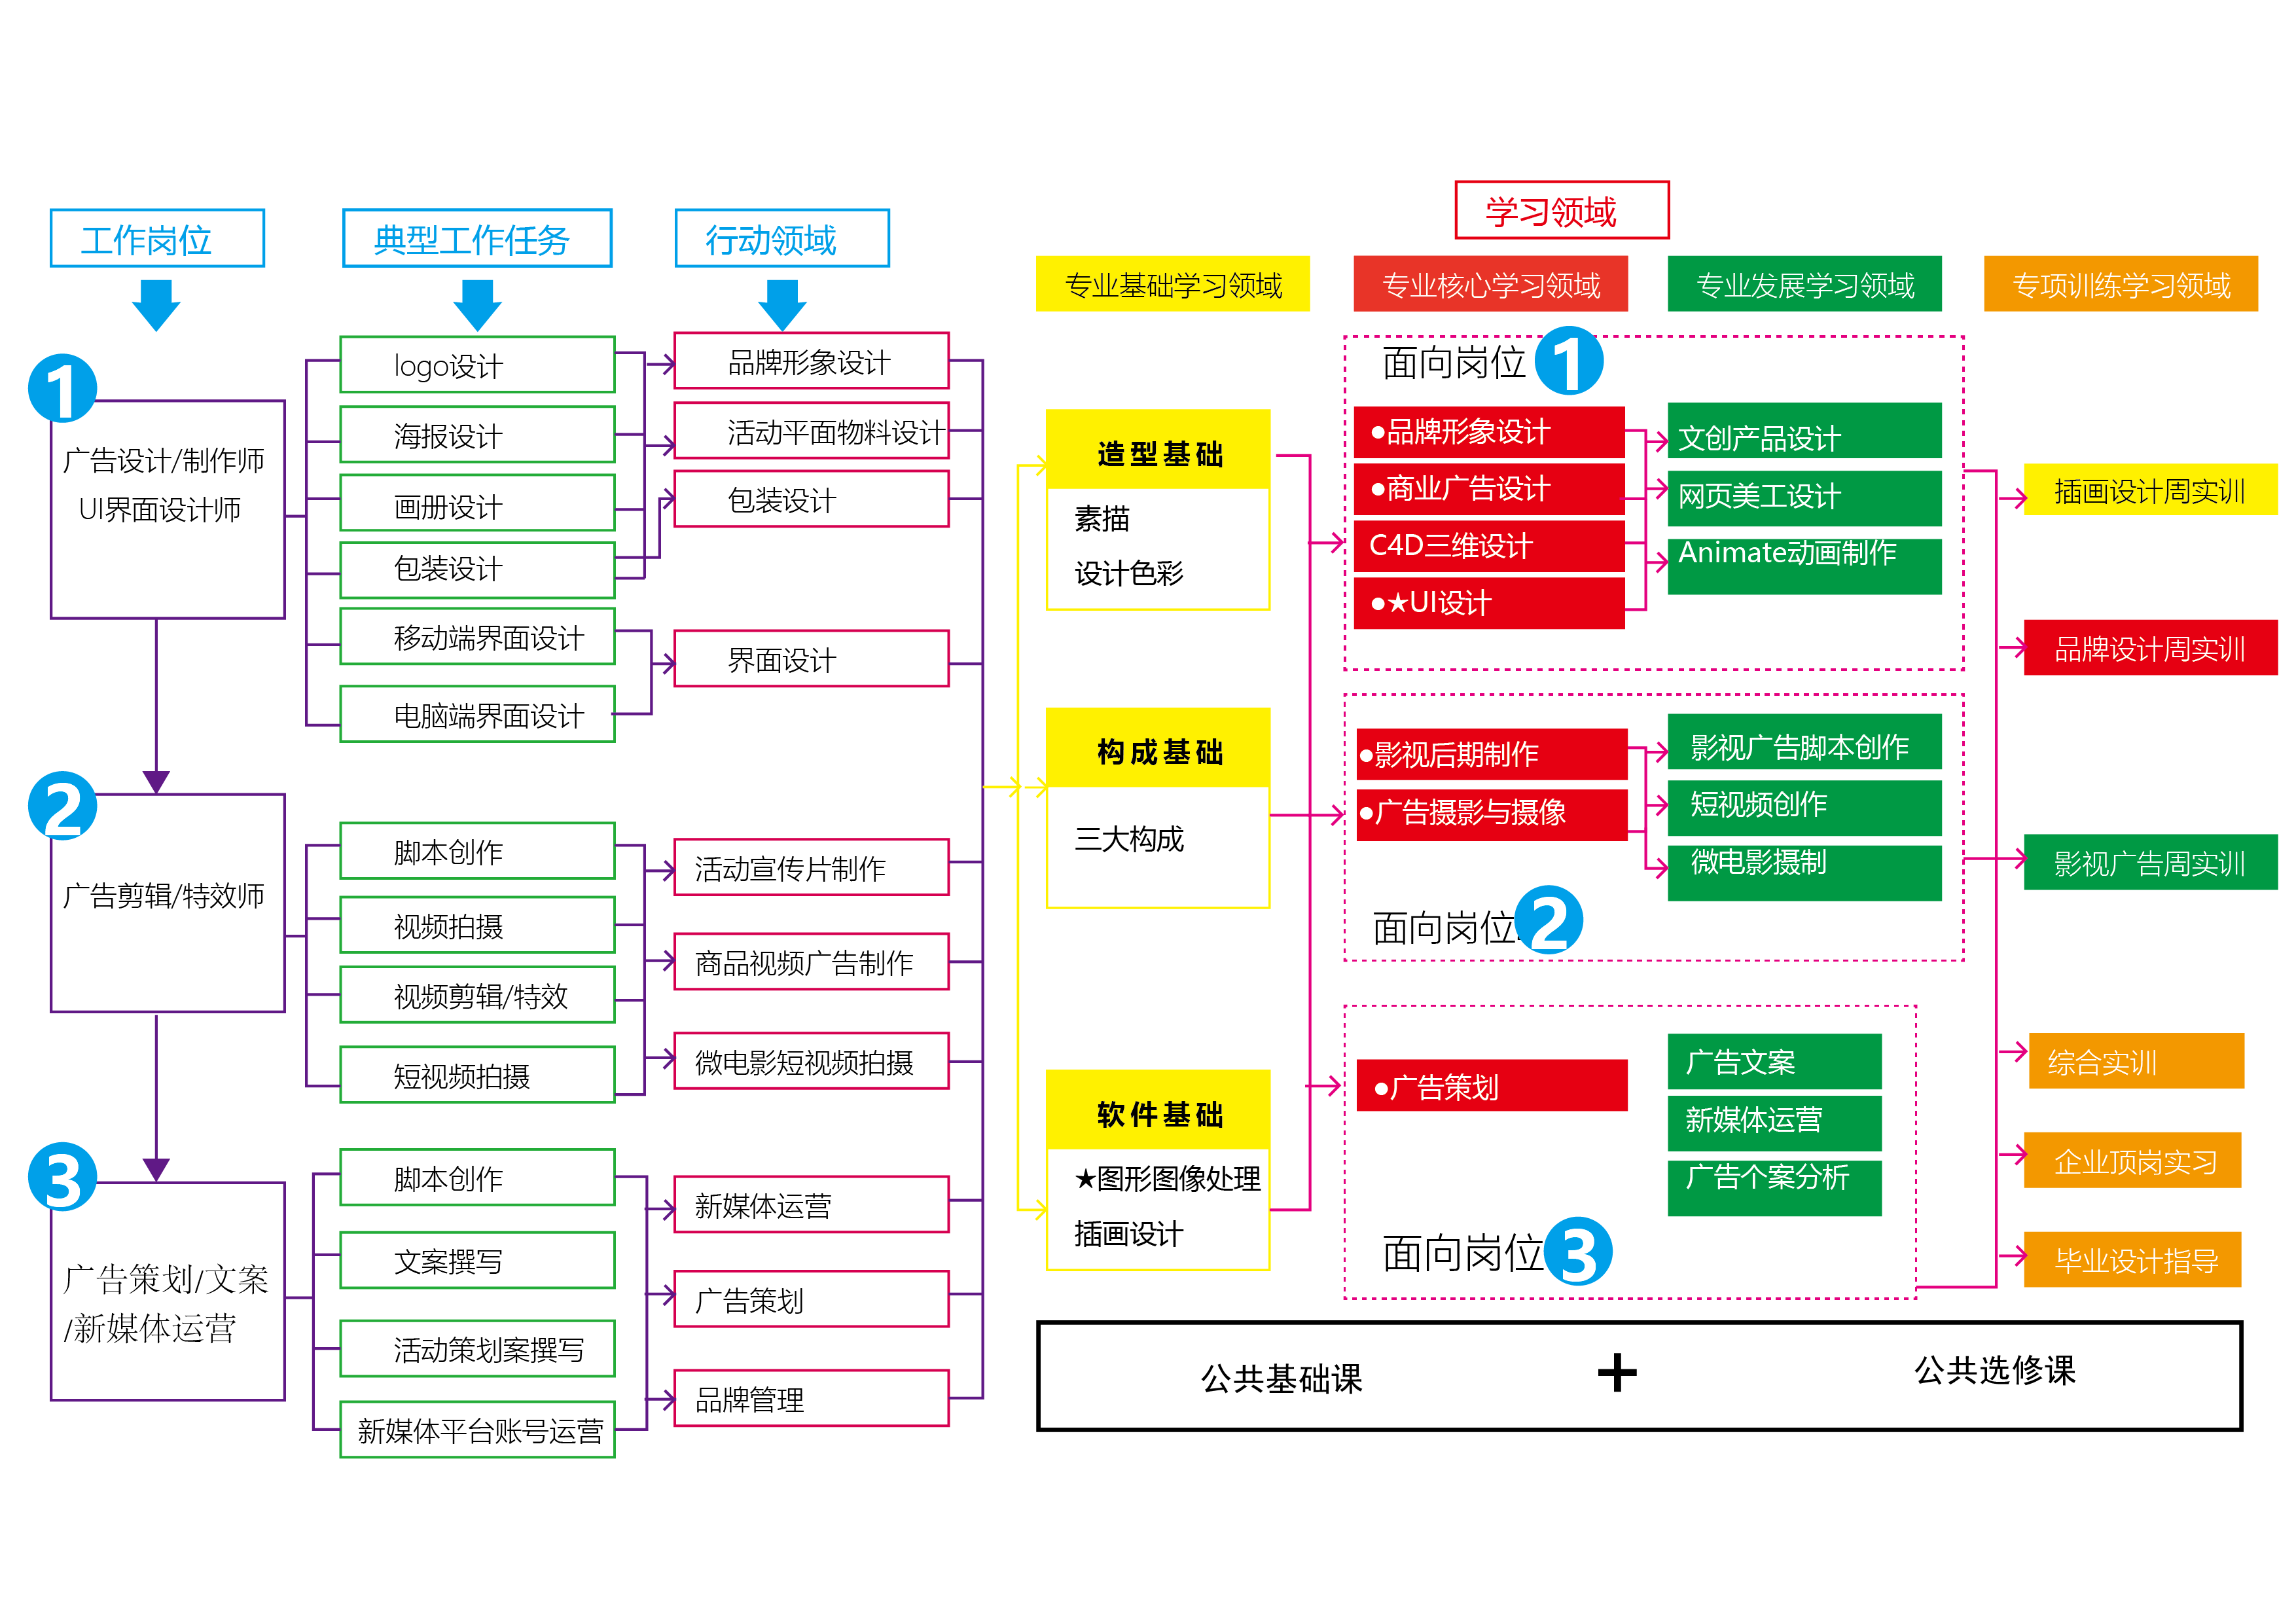 学习领域
工作岗位
典型工作任务
行动领域
专业基础学习领域
专业核心学习领域
专业发展学习领域
专项训练学习领域
1
广告设计/制作师
UI界面设计师
logo设计
海报设计
画册设计
包装设计
移动端界面设计
电脑端界面设计
品牌形象设计
活动平面物料设计
包装设计
界面设计
2
广告剪辑/特效师
脚本创作
视频拍摄
视频剪辑/特效
短视频拍摄
活动宣传片制作
商品视频广告制作
微电影短视频拍摄
3
广告策划/文案
/新媒体运营
脚本创作
文案撰写
活动策划案撰写
新媒体平台账号运营
新媒体运营
广告策划
品牌管理
造型基础
素描
设计色彩
构成基础
三大构成
软件基础
★图形图像处理
插画设计
面向岗位 1
●品牌形象设计
●商业广告设计
C4D三维设计
●★UI设计
文创产品设计
网页美工设计
Animate动画制作
●影视后期制作
●广告摄影与摄像
影视广告脚本创作
短视频创作
微电影摄制
面向岗位 2
●广告策划
广告文案
新媒体运营
广告个案分析
面向岗位 3
插画设计周实训
品牌设计周实训
影视广告周实训
综合实训
企业顶岗实习
毕业设计指导
公共基础课 + 公共选修课